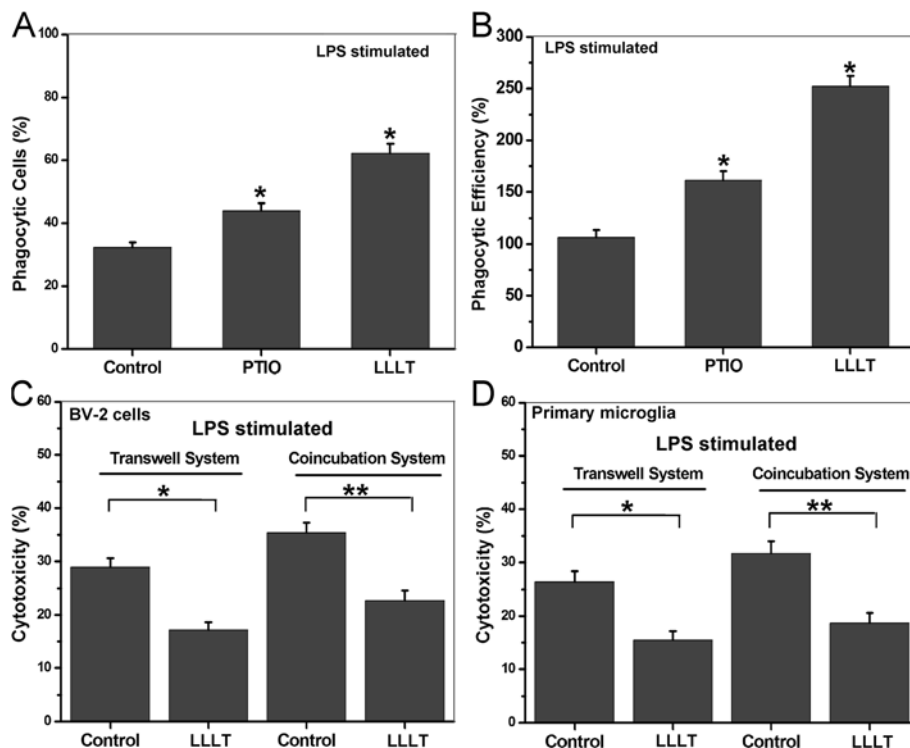 A
LPS stimulated
Phagocytic Cells (%)
100
80
60
40
20
0
*
*
Control PTIO LLLT
B
LPS stimulated
Phagocytic Efficiency (%)
300
250
200
150
100
50
0
*
*
Control PTIO LLLT
C
BV-2 cells
LPS stimulated
Transwell System Coincubation System
* **
Cytotoxicity (%)
60
50
40
30
20
10
0
Control LLLT Control LLLT
D
Primary microglia
LPS stimulated
Transwell System Coincubation System
* **
Cytotoxicity (%)
60
50
40
30
20
10
0
Control LLLT Control LLLT